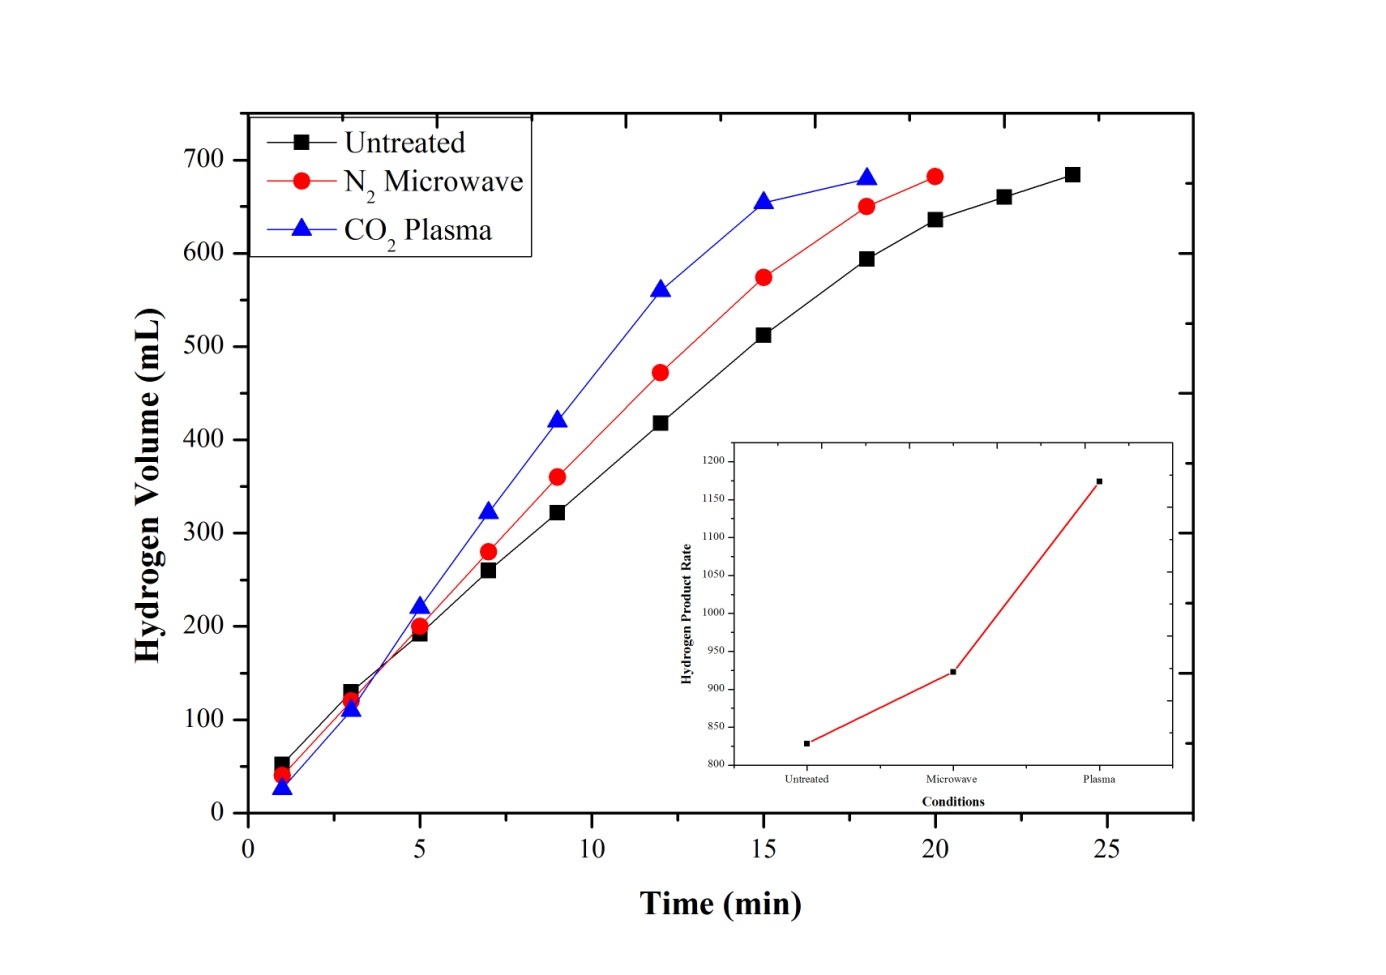 Untreated
N2 Microwave
CO2 Plasma
700
600
500
400
300
200
100
0
Hydrogen Volume (mL)
0 5 10 15 20 25
Time (min)
1200
1150
1100
1050
1000
950
900
850
800
Hydrogen Product Rate
Untreated Microwave Plasma
Conditions